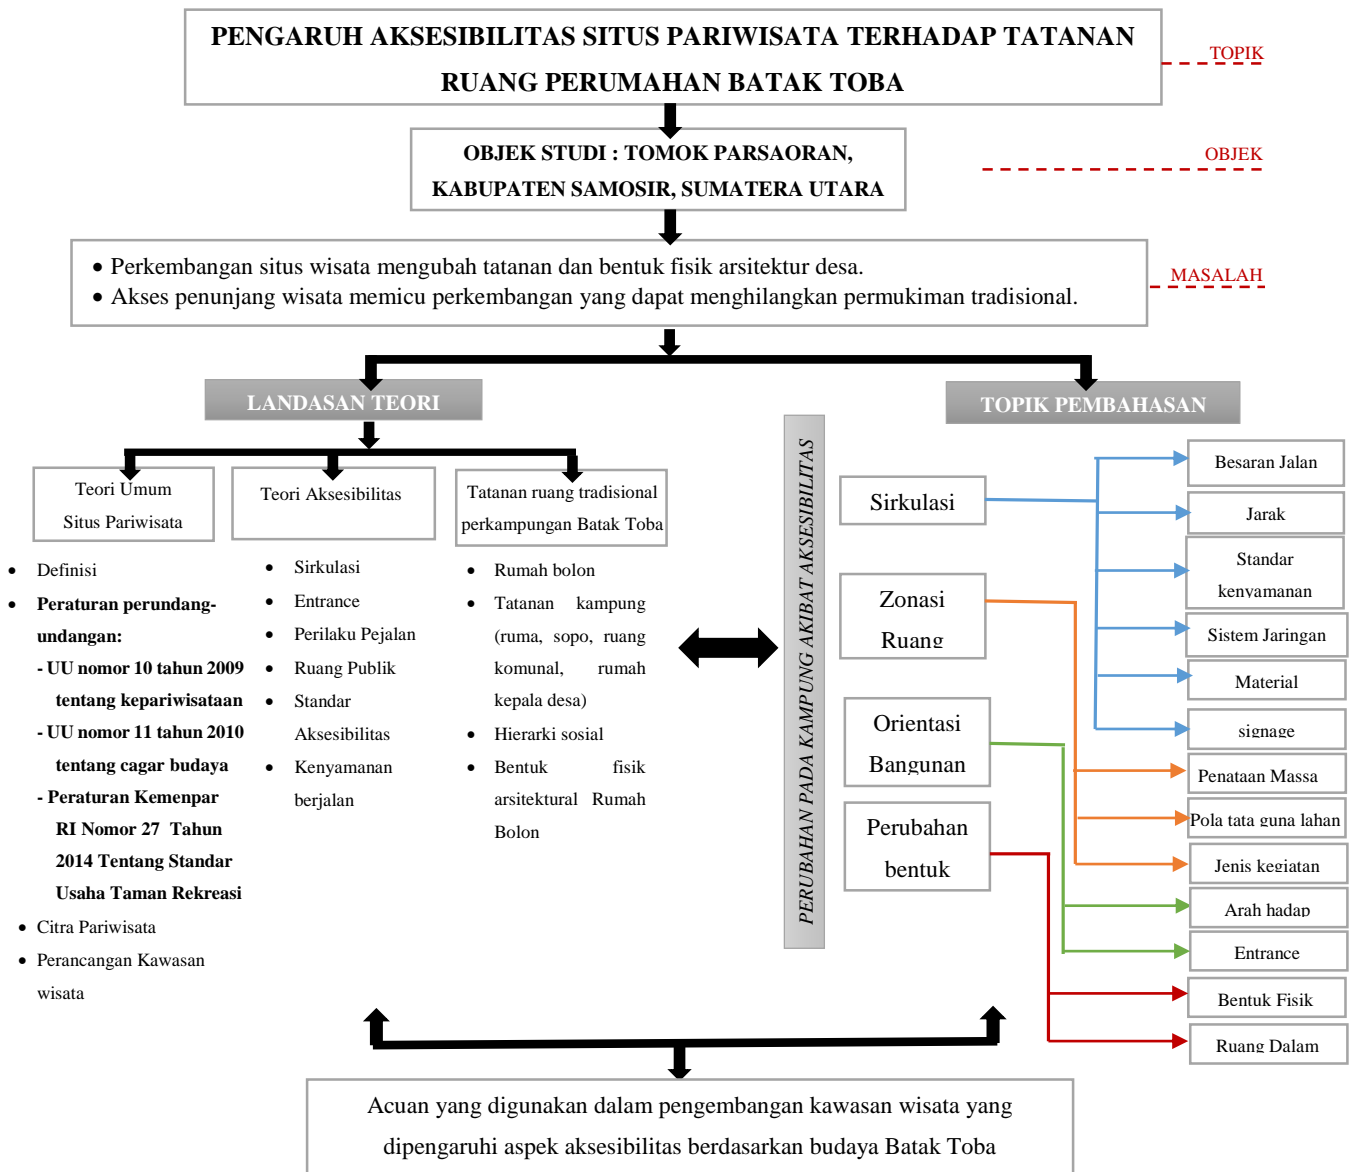 PENGARUH AKSESIBILITAS SITUS PARIWISATA TERHADAP TATANAN
RUANG PERUMAHAN BATAK TOBA
TOPIK
OBJEK STUDI : TOMOK PARSAORAN,
KABUPATEN SAMOSIR, SUMATERA UTARA
OBJEK
• Perkembangan situs wisata mengubah tatanan dan bentuk fisik arsitektur desa.
• Akses penunjang wisata memicu perkembangan yang dapat menghilangkan permukiman tradisional.
MASALAH
LANDASAN TEORI
Teori Umum
Situs Pariwisata
• Definisi
• Peraturan perundang-
undangan:
- UU nomor 10 tahun 2009
tentang kepariwisataan
- UU nomor 11 tahun 2010
tentang cagar budaya
- Peraturan Kemenpar
RI Nomor 27 Tahun
2014 Tentang Standar
Usaha Taman Rekreasi
• Citra Pariwisata
• Perancangan Kawasan
wisata
Teori Aksesibilitas
• Sirkulasi
• Entrance
• Perilaku Pejalan
• Ruang Publik
• Standar
Aksesibilitas
• Kenyamanan
berjalan
Tatanan ruang tradisional
perkampungan Batak Toba
• Rumah bolon
• Tatanan kampung
(ruma, sopo, ruang
komunal, rumah
kepala desa)
• Hierarki sosial
• Bentuk fisik
arsitektural Rumah
Bolon
PERUBAHAN PADA KAMPUNG AKIBAT AKSESIBILITAS
TOPIK PEMBAHASAN
Sirkulasi
Zonasi
Ruang
Orientasi
Bangunan
Perubahan
bentuk
Besaran Jalan
Jarak
Standar
kenyamanan
Sistem Jaringan
Material
signage
Penataan Massa
Pola tata guna lahan
Jenis kegiatan
Arah hadap
Entrance
Bentuk Fisik
Ruang Dalam
Acuan yang digunakan dalam pengembangan kawasan wisata yang
dipengaruhi aspek aksesibilitas berdasarkan budaya Batak Toba